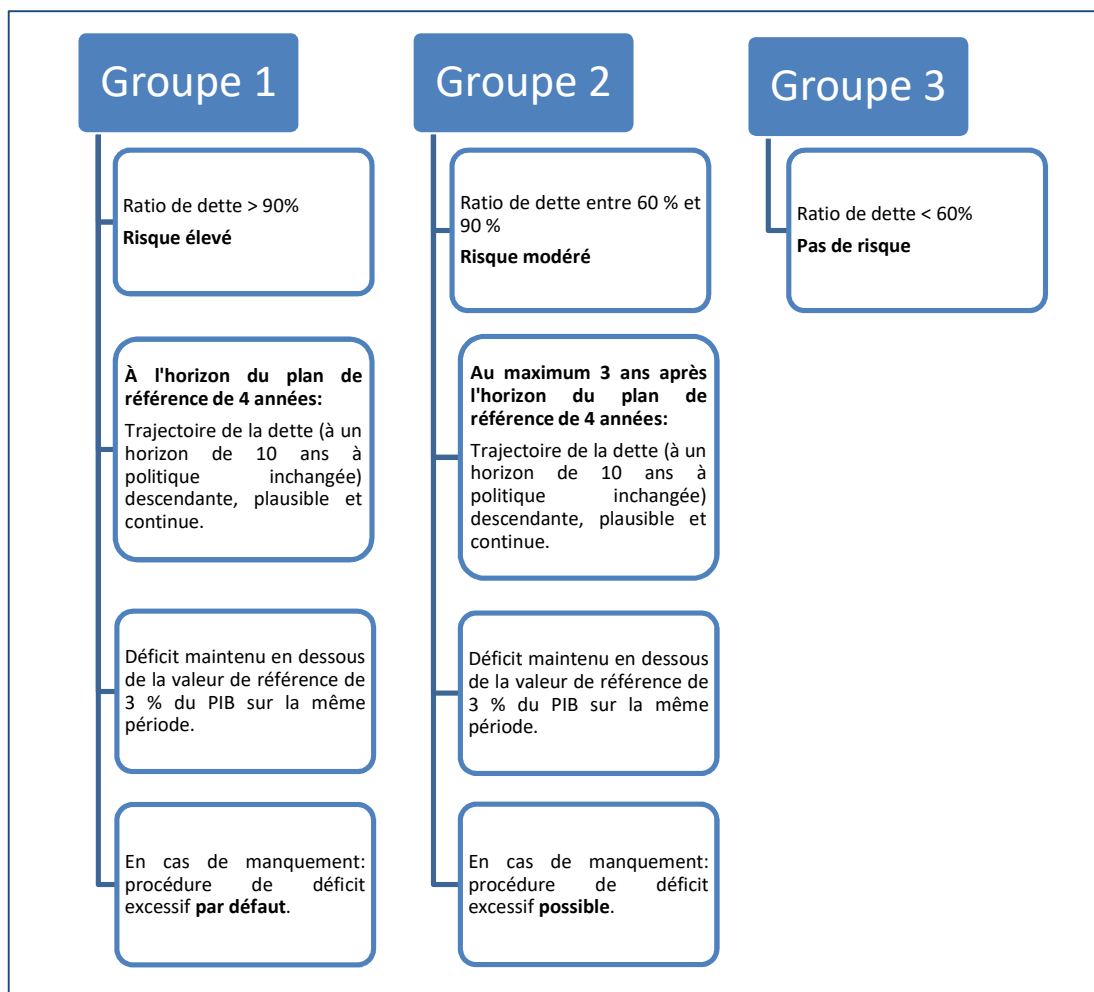 Groupe 1
Ratio de dette > 90%
Risque élevé
À l'horizon du plan de
référence de 4 années:
Trajectoire de la dette (à un
horizon de 10 ans à
politique inchangée)
descendante, plausible et
continue.
Déficit maintenu en dessous
de la valeur de référence de
3 % du PIB sur la même
période.
En cas de manquement:
procédure de déficit
excessif par défaut.
Groupe 2
Ratio de dette entre 60 % et
90 %
Risque modéré
Au maximum 3 ans après
l'horizon du plan de
référence de 4 années:
Trajectoire de la dette (à un
horizon de 10 ans à
politique inchangée)
descendante, plausible et
continue.
Déficit maintenu en dessous
de la valeur de référence de
3 % du PIB sur la même
période.
En cas de manquement:
procédure de déficit
excessif possible.
Groupe 3
Ratio de dette < 60%
Pas de risque